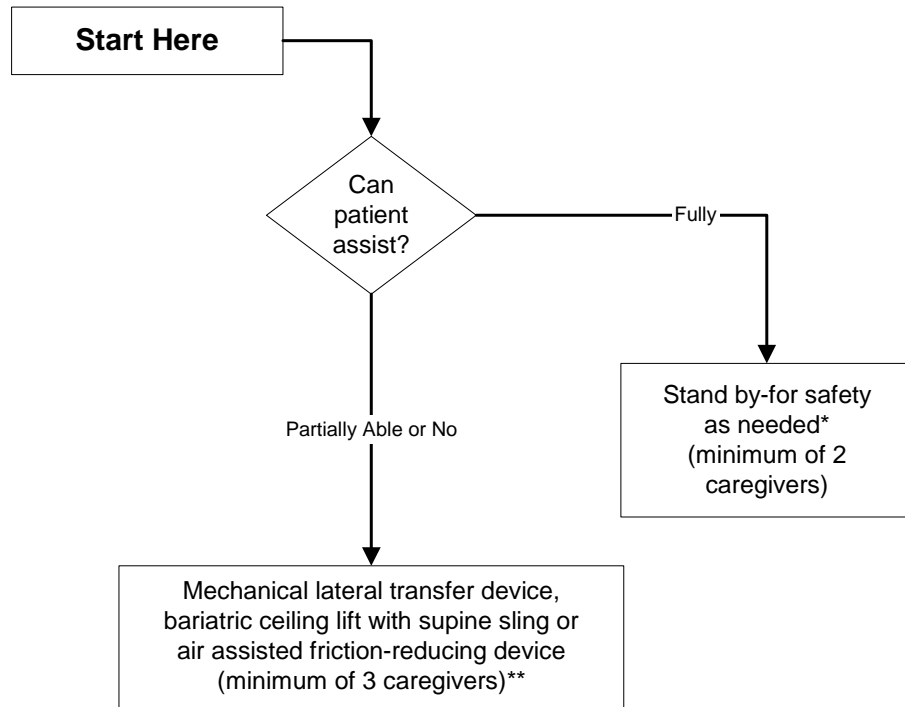 Start Here
Can
patient
assist?
Fully
Stand by-for safety
as needed*
(minimum of 2
caregivers)
Partially Able or No
Mechanical lateral transfer device,
bariatric ceiling lift with supine sling or
air assisted friction-reducing device
(minimum of 3 caregivers)**